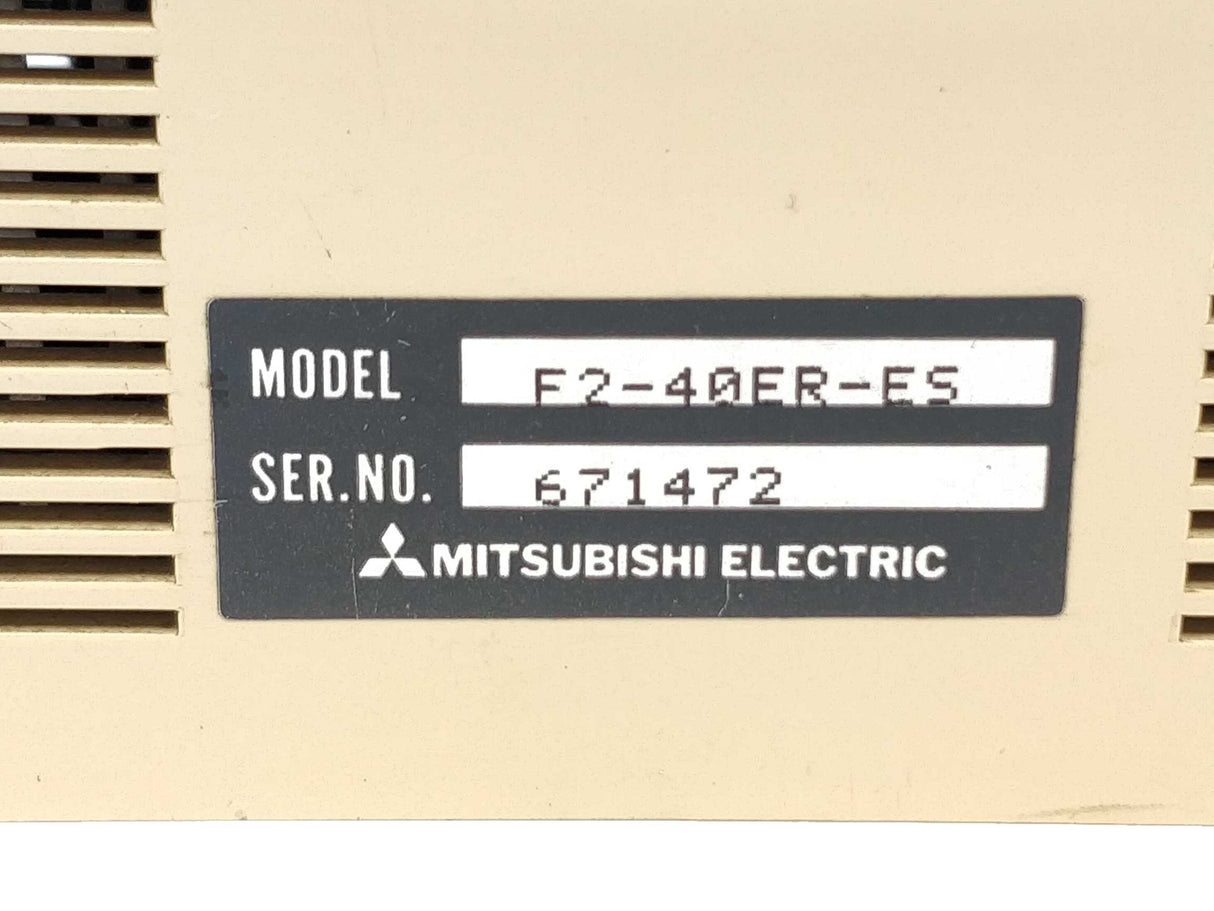 MODEL F2-40ER-ES
SER.NO. 671472
MITSUBISHI ELECTRIC